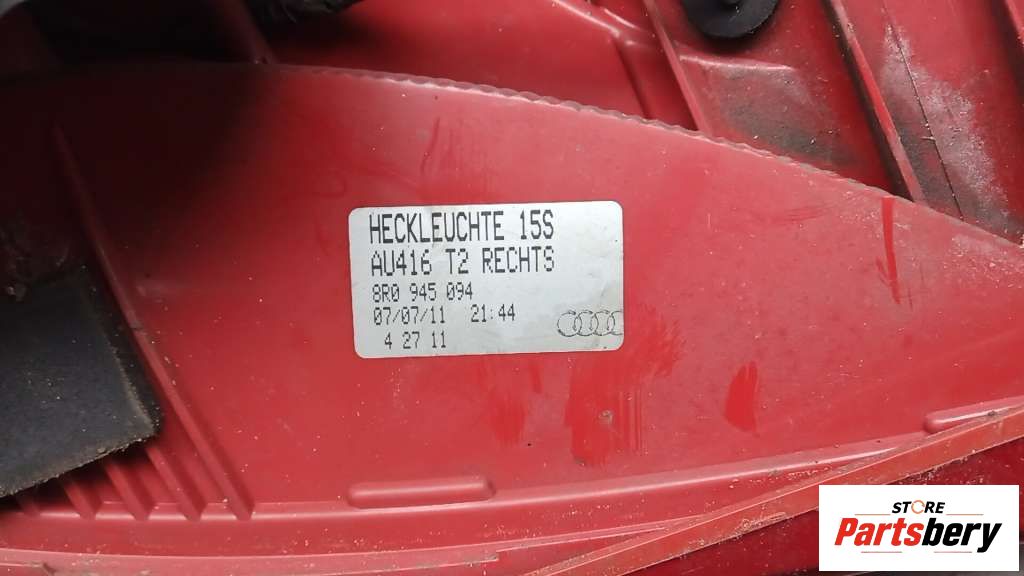 HECKLEUCHTE 15S
AU416 T2 RECHTS
8R0 945 094
07/07/11 21:44
4 27 11
STORE
Partsbery